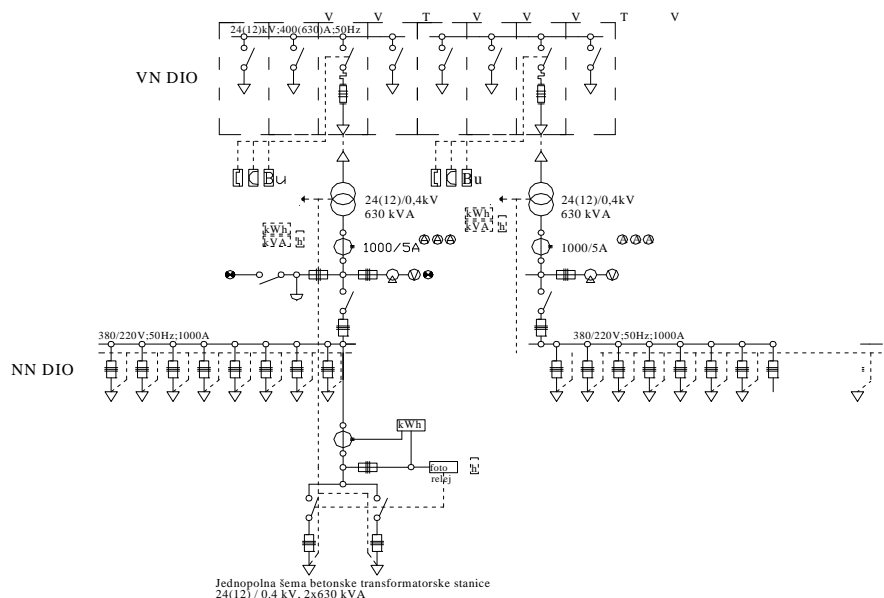 V V T V V V T V
24(12)kV;400(630)A;50Hz
VN DIO
Bu Bu
24(12)/0,4kV
630 kVA
24(12)/0,4kV
630 kVA
kWh
kVA h
kWh
kVA h
1000/5A A A A
1000/5A A A A
V V
380/220V;50Hz;1000A
380/220V;50Hz;1000A
NN DIO
kWh
foto
relej
h
Jednopolna šema betonske transformatorske stanice
24(12) / 0,4 kV, 2x630 kVA